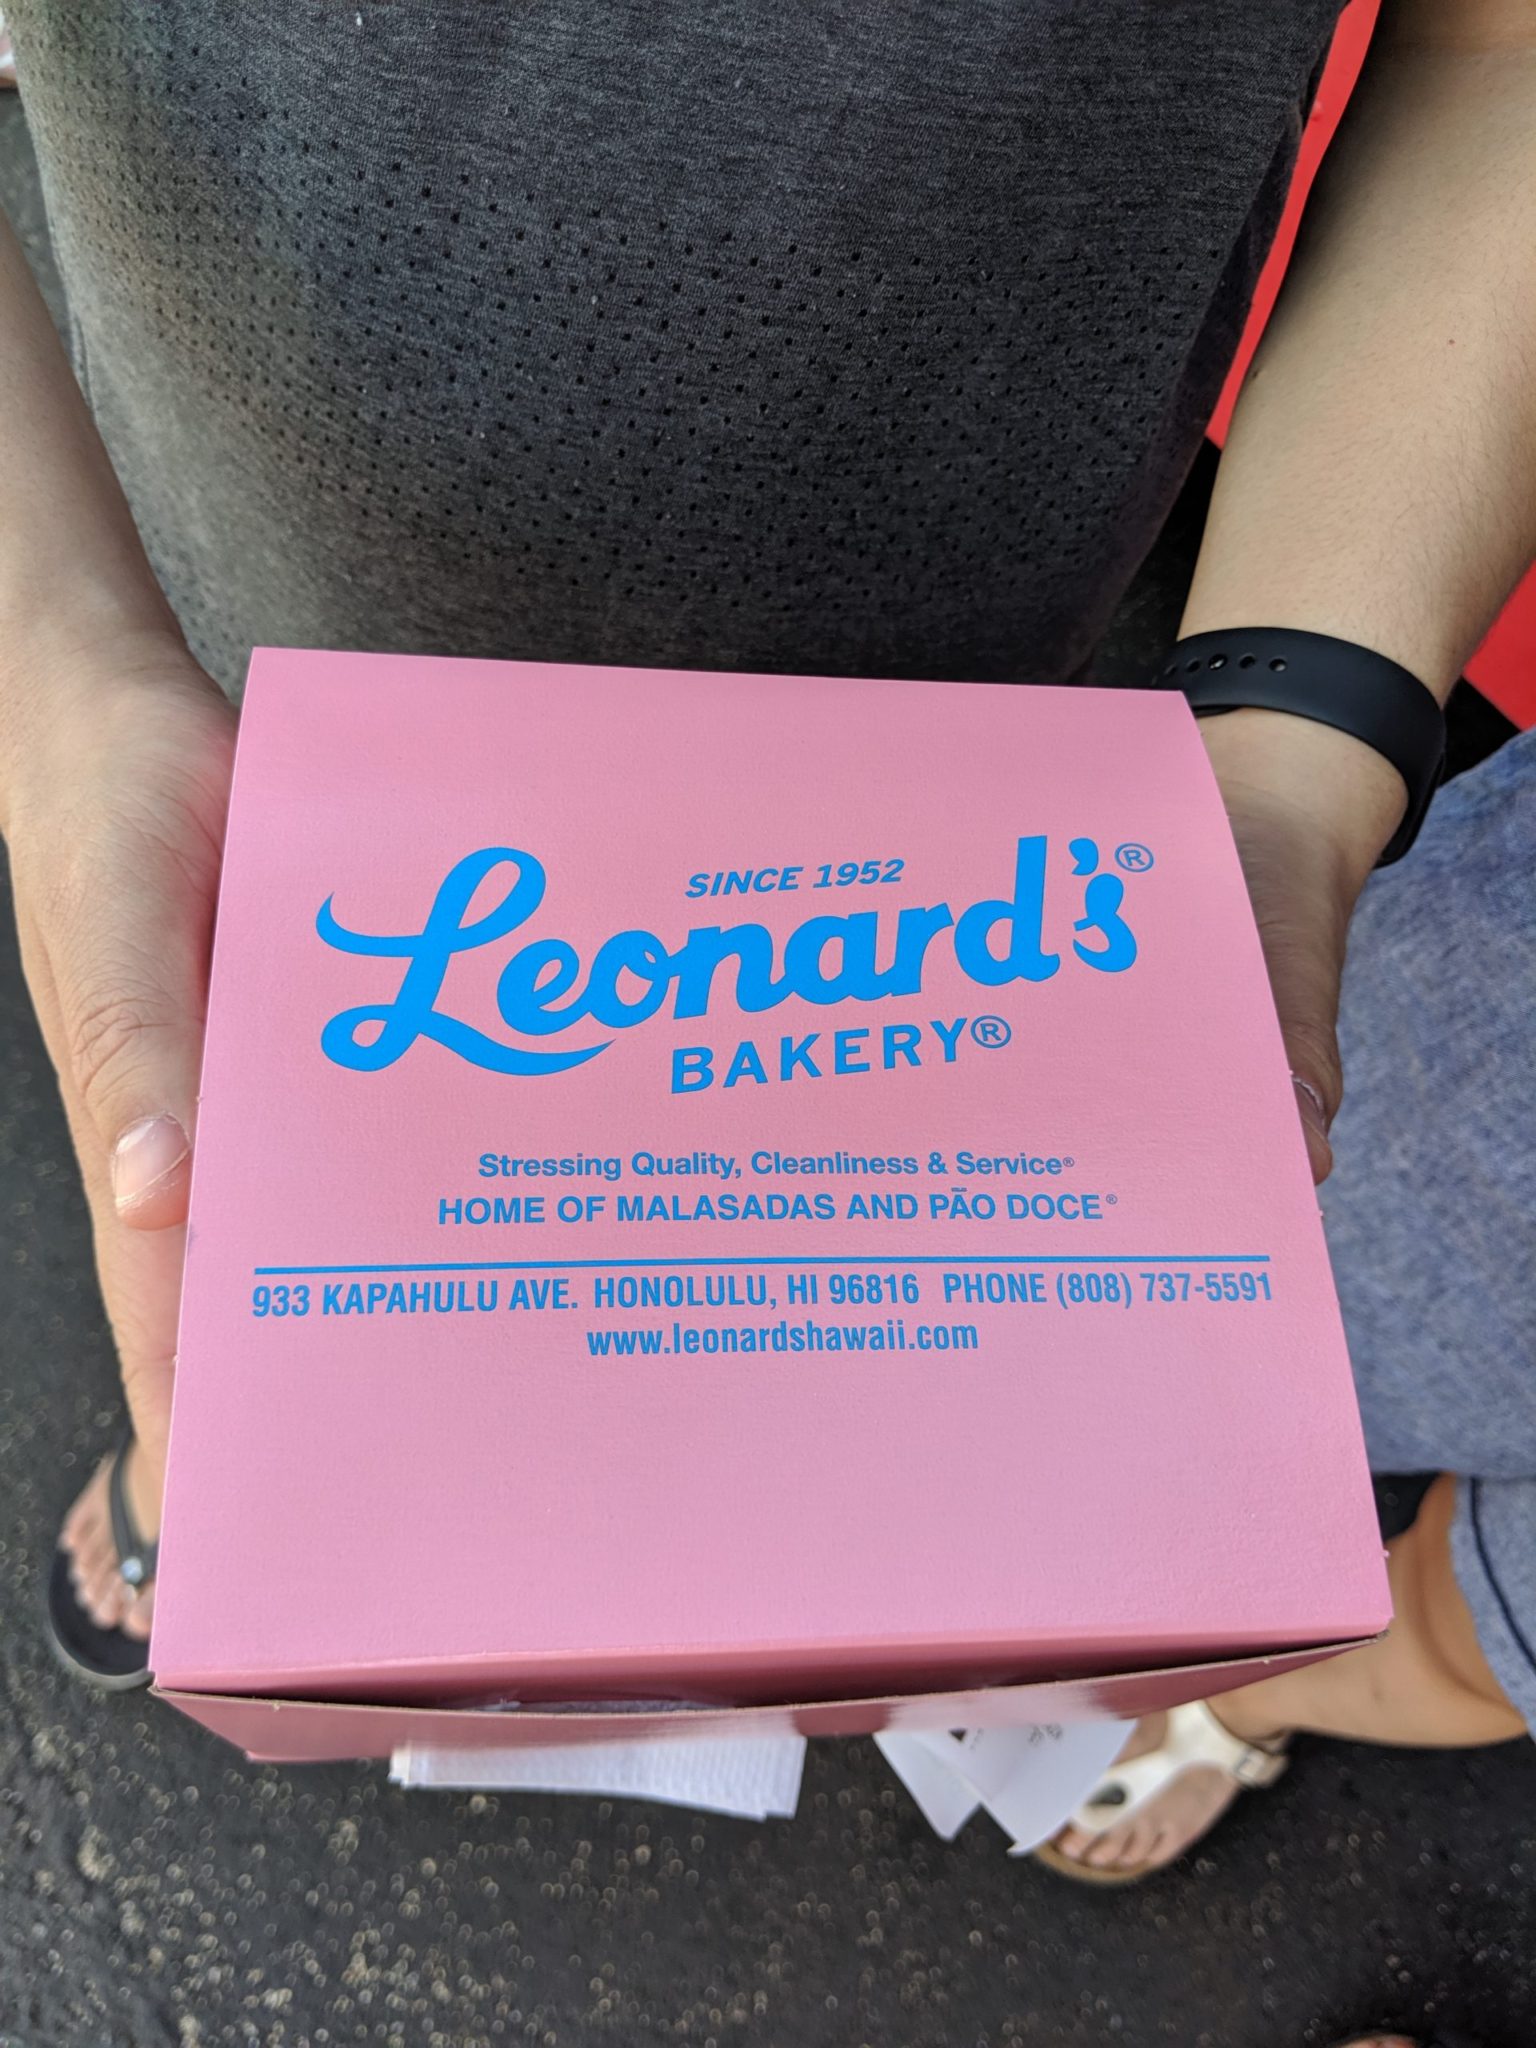 SINCE 1952
Leonard's®
BAKERY®
Stressing Quality, Cleanliness & Service®
HOME OF MALASADAS AND PÃO DOCE®
933 KAPAHULU AVE. HONOLULU, HI 96816 PHONE (808) 737-5591
www.leonardshawaii.com